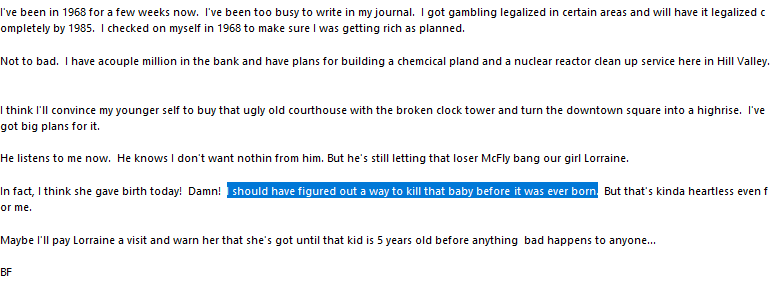 I've been in 1968 for a few weeks now.  I've been too busy to write in my journal.  I got gambling legalized in certain areas and will have it legalized c
ompletely by 1985.  I checked on myself in 1968 to make sure I was getting rich as planned.
Not to bad.  I have acouple million in the bank and have plans for building a chemcical pland and a nuclear reactor clean up service here in Hill Valley.
I think I'll convince my younger self to buy that ugly old courthouse with the broken clock tower and turn the downtown square into a highrise.  I've
got big plans for it.
He listens to me now.  He knows I don't want nothin from him. But he's still letting that loser McFly bang our girl Lorraine.
In fact, I think she gave birth today!  Damn!  I should have figured out a way to kill that baby before it was ever born.  But that's kinda heartless even f
or me.
Maybe I'll pay Lorraine a visit and warn her that she's got until that kid is 5 years old before anything  bad happens to anyone...
BF